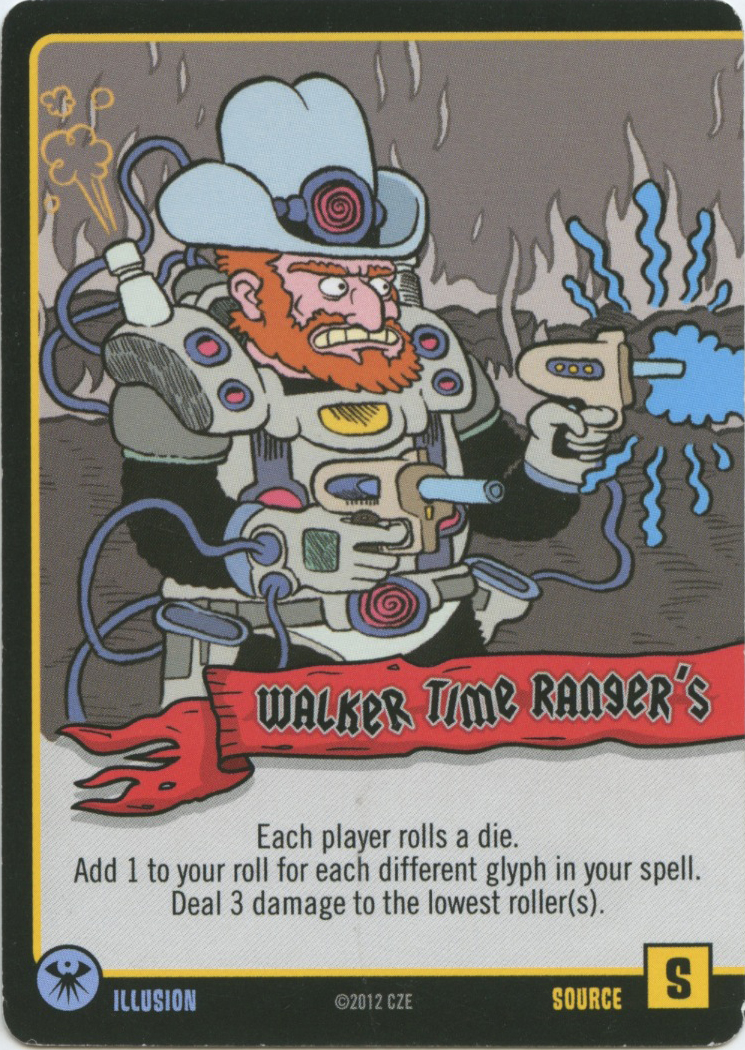 WALKER TIME RANGER'S
Each player rolls a die.
Add 1 to your roll for each different glyph in your spell.
Deal 3 damage to the lowest roller(s).
ILLUSION
©2012 CZE
SOURCE
S